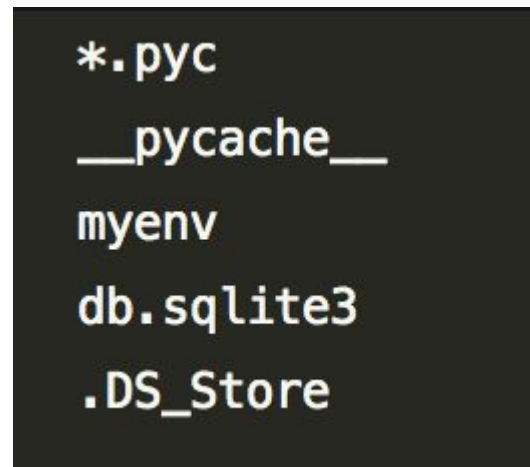 *.pyc
__pycache__
myenv
db.sqlite3
.DS_Store